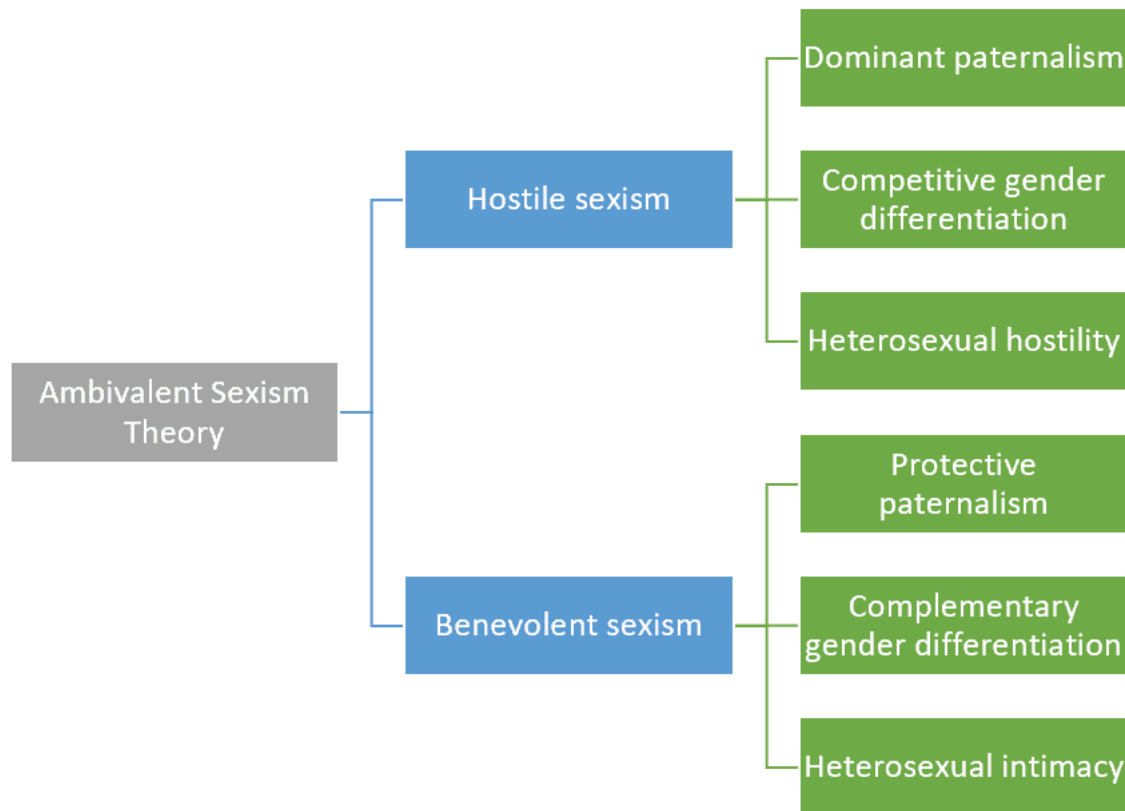 Dominant paternalism
Competitive gender
differentiation
Hostile sexism
Heterosexual hostility
Ambivalent Sexism
Theory
Protective
paternalism
Complementary
gender differentiation
Benevolent sexism
Heterosexual intimacy